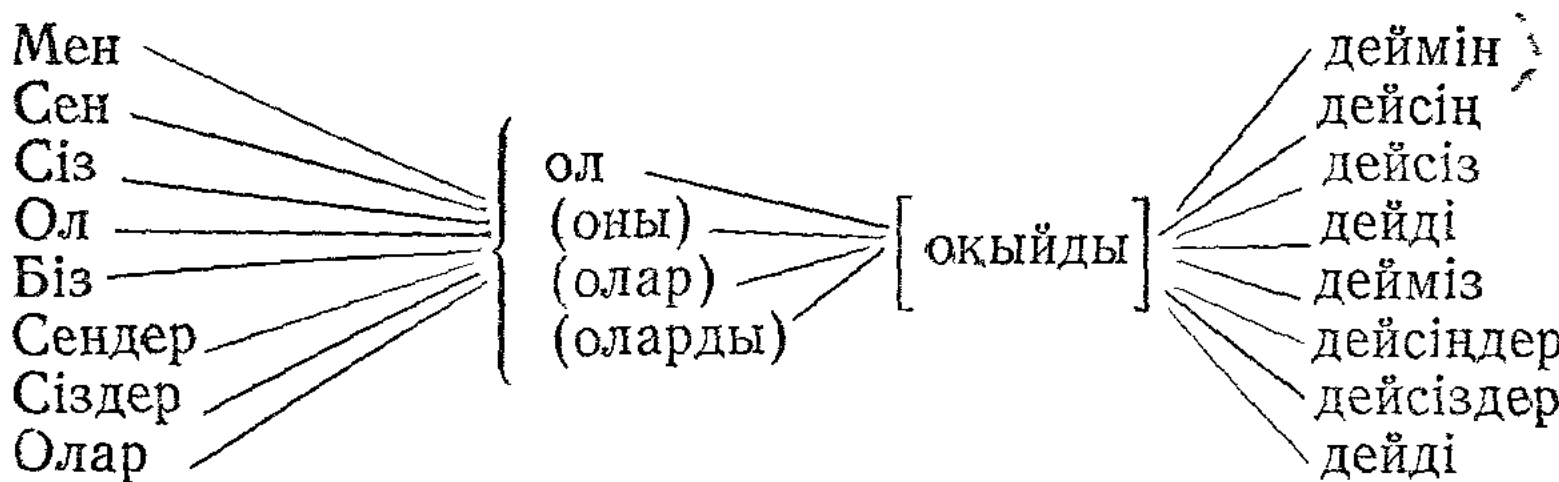 Мен
Сен
Сіз
Ол
Біз
Сендер
Сіздер
Олар
ол
(оны)
(олар)
(оларды)
[оқыйды]
деймін
дейсің
дейсіз
дейді
дейміз
дейсіңдер
дейсіздер
дейді